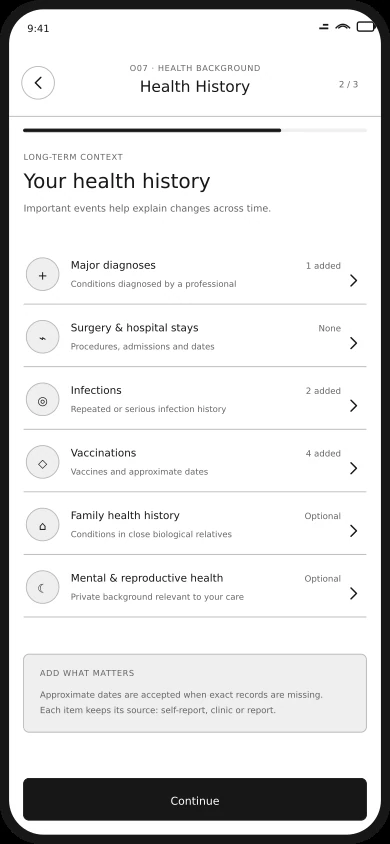 9:41
O07 · HEALTH BACKGROUND
Health History
2 / 3
LONG-TERM CONTEXT
Your health history
Important events help explain changes across time.
Major diagnoses
1 added
Conditions diagnosed by a professional
Surgery & hospital stays
None
Procedures, admissions and dates
Infections
2 added
Repeated or serious infection history
Vaccinations
4 added
Vaccines and approximate dates
Family health history
Optional
Conditions in close biological relatives
Mental & reproductive health
Optional
Private background relevant to your care
ADD WHAT MATTERS
Approximate dates are accepted when exact records are missing.
Each item keeps its source: self-report, clinic or report.
Continue